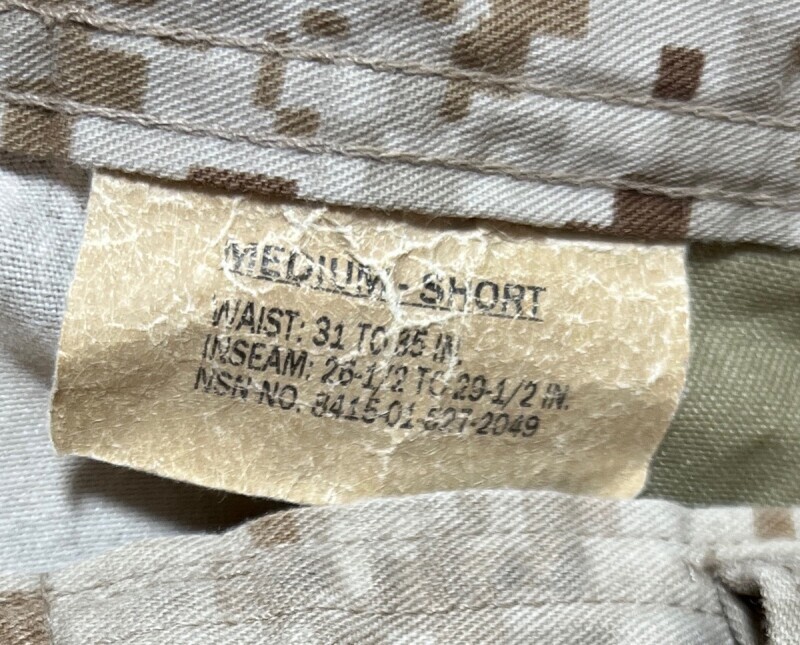 MEDIUM - SHORT
WAIST: 31 TO 35 IN.
INSEAM: 26-1/2 TO 29-1/2 IN.
NSN NO. 8415-01-527-2049